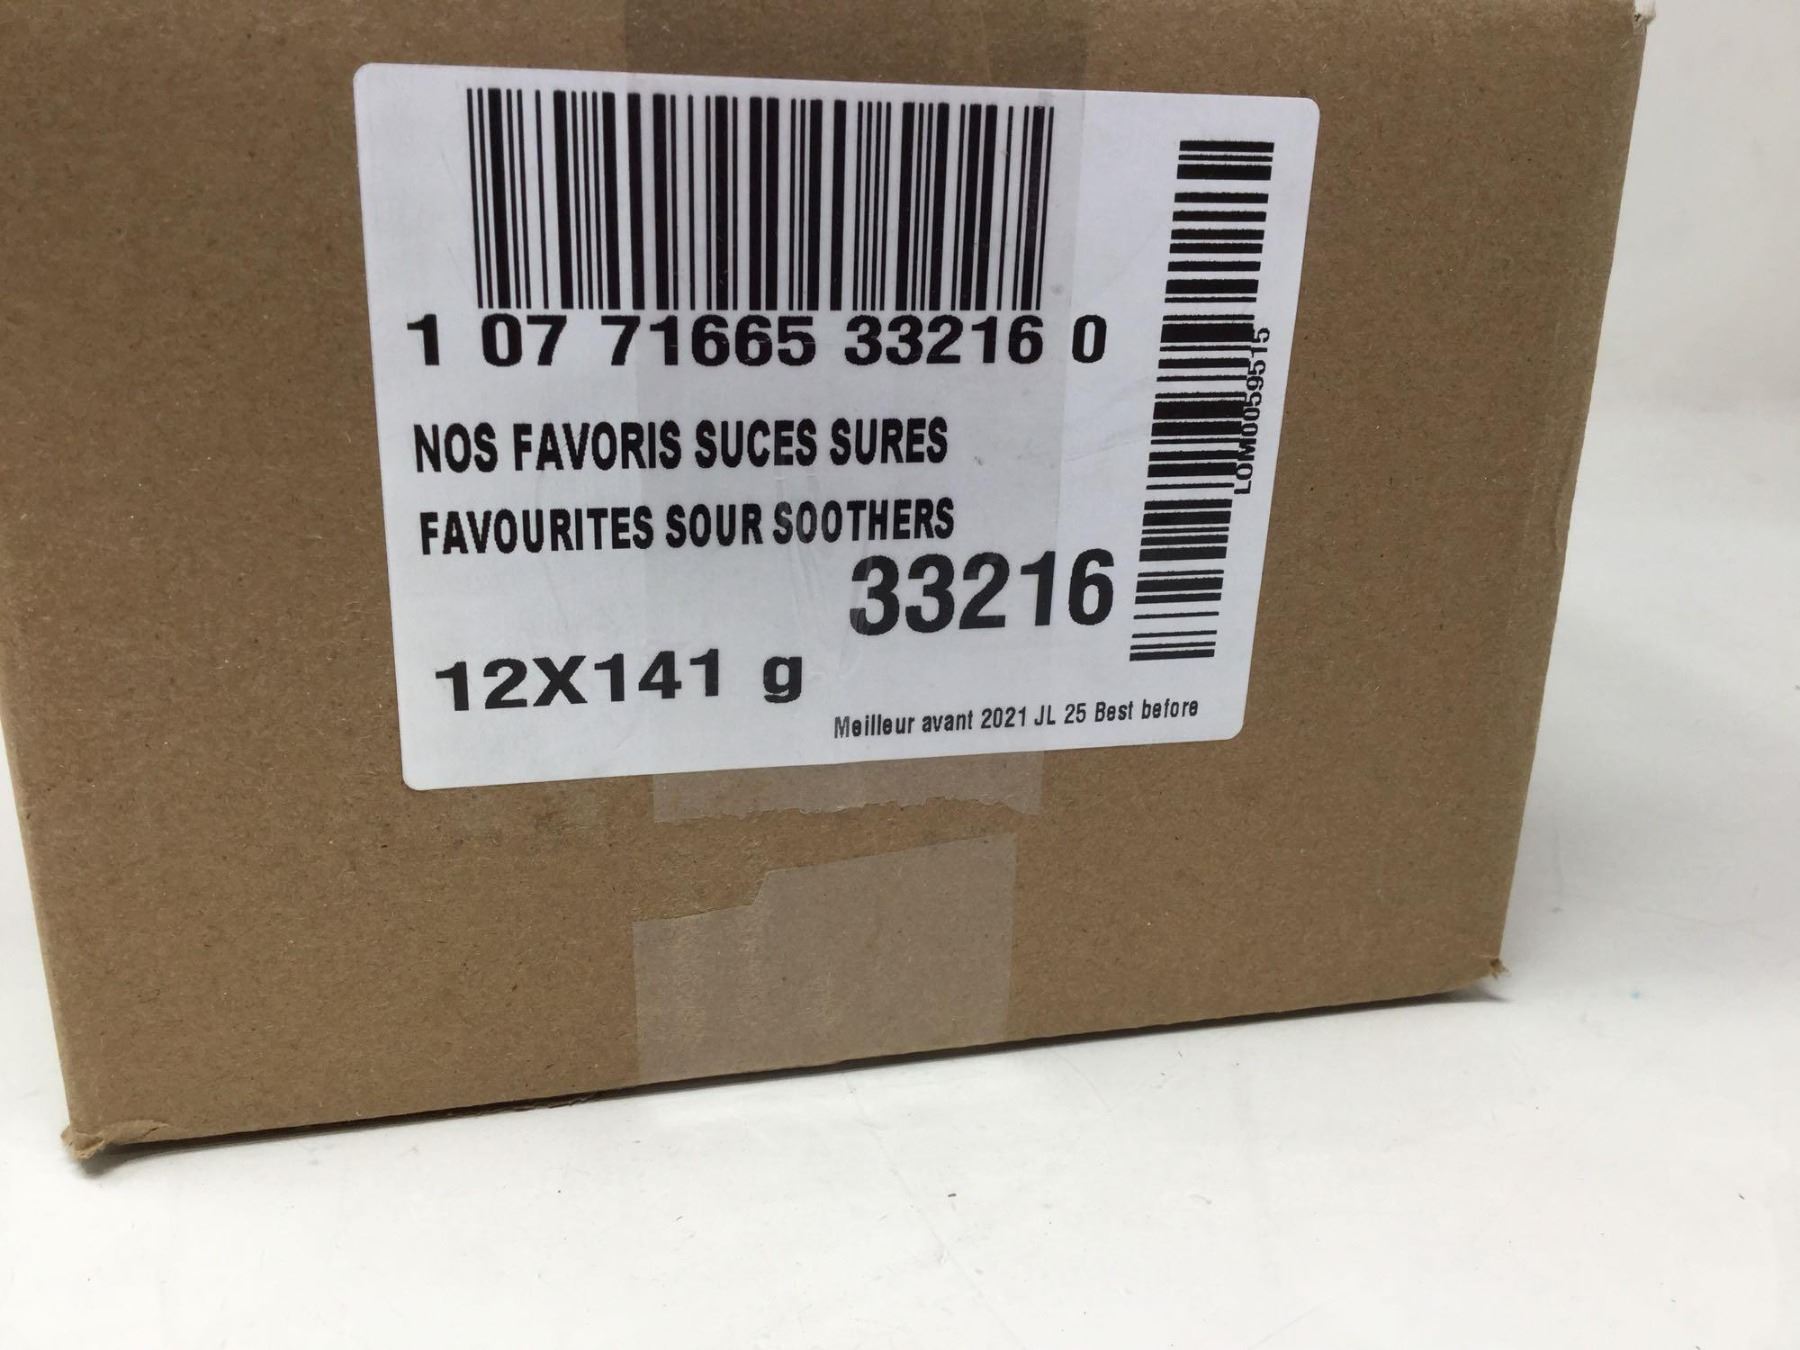 1 07 71665 33216 0
NOS FAVORIS SUCES SURES
FAVOURITES SOUR SOOTHERS
33216
12X141 g
Meilleur avant 2021 JL 25 Best before
LOM0059515